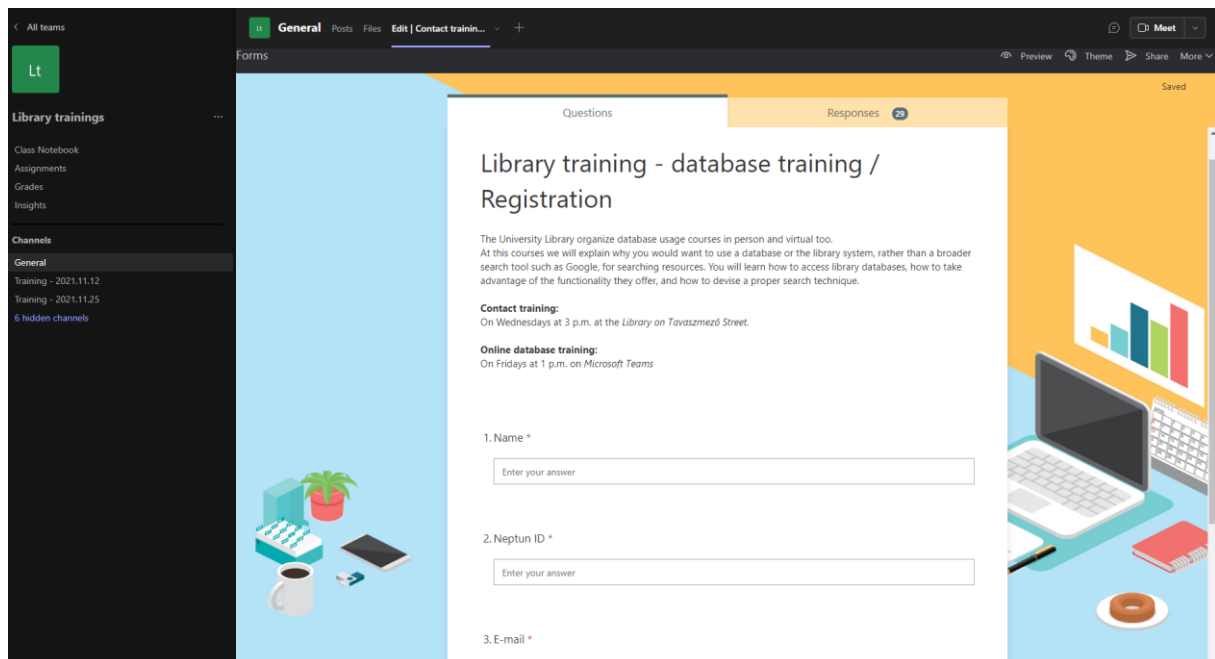 All teams
Lt
Library trainings
...
Class Notebook
Assignments
Grades
Insights
Channels
General
Training - 2021.11.12
Training - 2021.11.25
6 hidden channels
Lt General Posts Files Edit | Contact trainin... +
Meet
Forms
Preview Theme Share More
Saved
Questions Responses 29
Library training - database training /
Registration
The University Library organize database usage courses in person and virtual too.
At this courses we will explain why you would want to use a database or the library system, rather than a broader
search tool such as Google, for searching resources. You will learn how to access library databases, how to take
advantage of the functionality they offer, and how to devise a proper search technique.
Contact training:
On Wednesdays at 3 p.m. at the Library on Tavaszmező Street.
Online database training:
On Fridays at 1 p.m. on Microsoft Teams
1. Name *
Enter your answer
2. Neptun ID *
Enter your answer
3. E-mail *